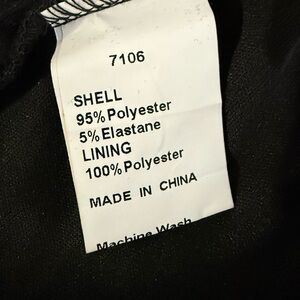 7106
SHELL
95% Polyester
5% Elastane
LINING
100% Polyester
MADE IN CHINA
Machine Wash